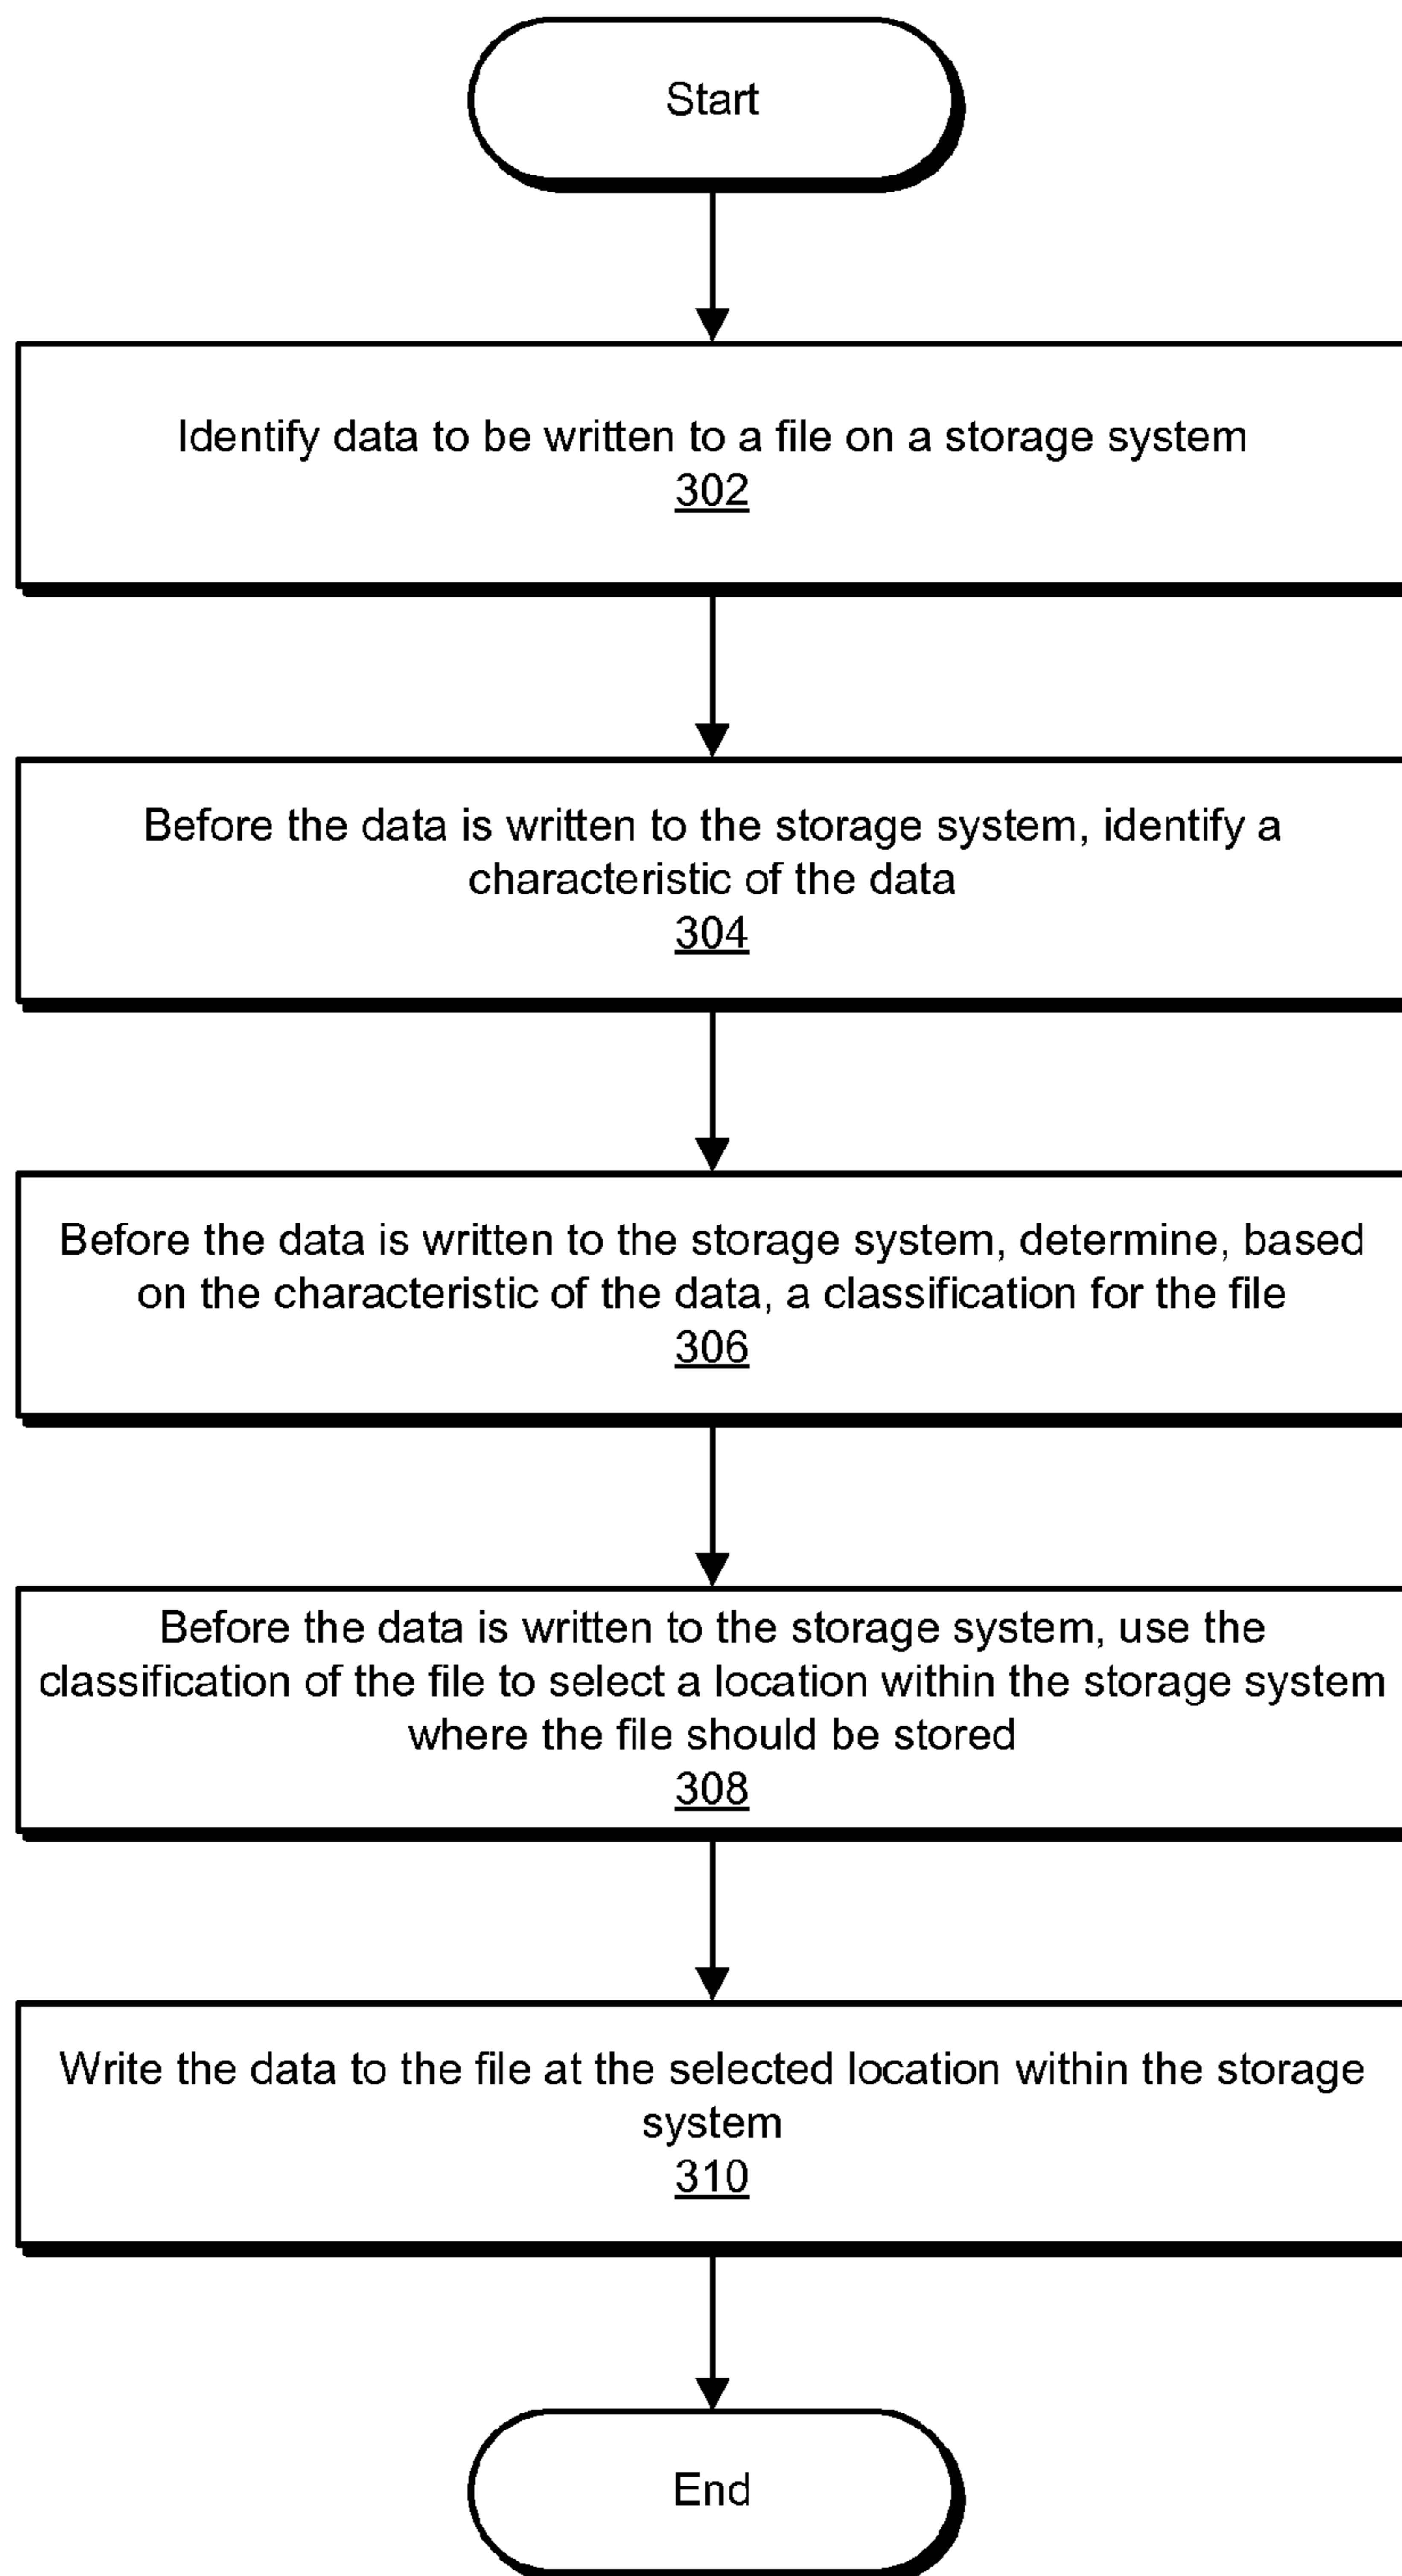 Start
Identify data to be written to a file on a storage system
302
Before the data is written to the storage system, identify a
characteristic of the data
304
Before the data is written to the storage system, determine, based
on the characteristic of the data, a classification for the file
306
Before the data is written to the storage system, use the
classification of the file to select a location within the storage system
where the file should be stored
308
Write the data to the file at the selected location within the storage
system
310
End